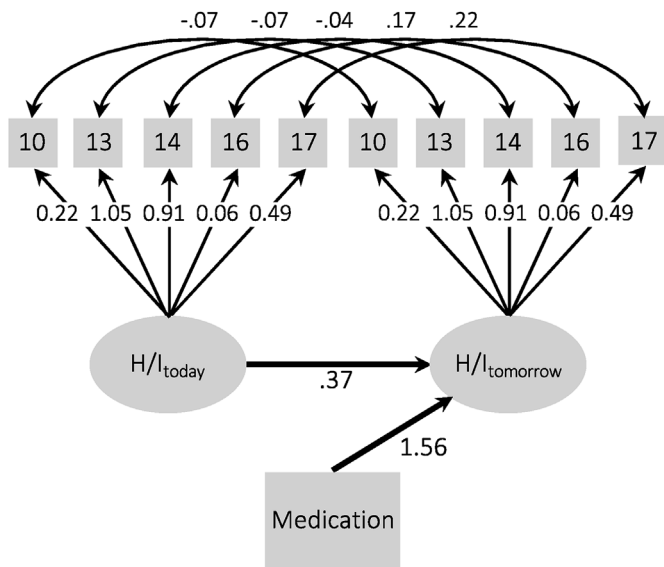 -.07 -.07 -.04 .17 .22
10 13 14 16 17 10 13 14 16 17
0.22 1.05 0.91 0.06 0.49 0.22 1.05 0.91 0.06 0.49
H/Itoday H/Itomorrow
.37
1.56
Medication